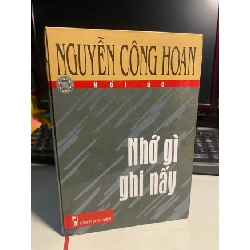 NGUYỄN CÔNG HOAN
HỒI KÝ
Nhớ gì
ghi nấy